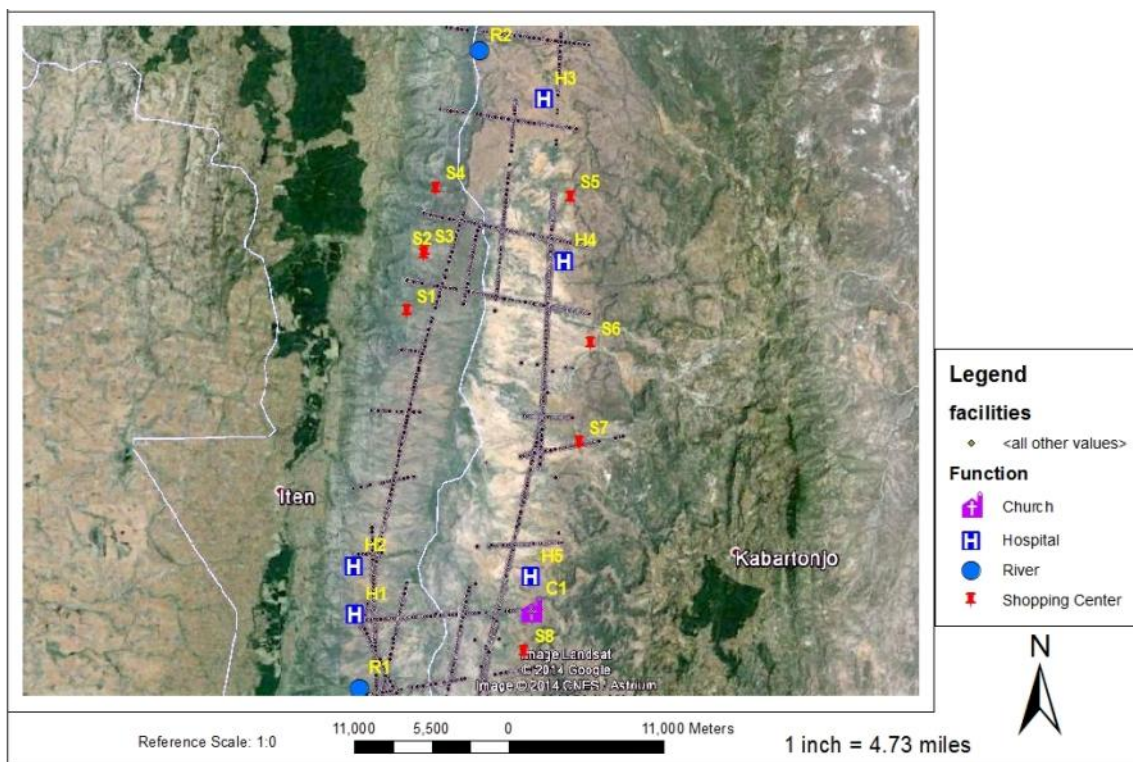 R2
H3
S4
S5
S2 S3
H4
S1
S6
S7
Iten
H2
H5
Kabartonjo
H1
C1
S8
Image Landsat
© 2014 Google
Image © 2014 CNES / Astrium
R1
Legend
facilities
<all other values>
Function
Church
H Hospital
River
Shopping Center
N
Reference Scale: 1:0
11,000 5,500 0 11,000 Meters
1 inch = 4.73 miles